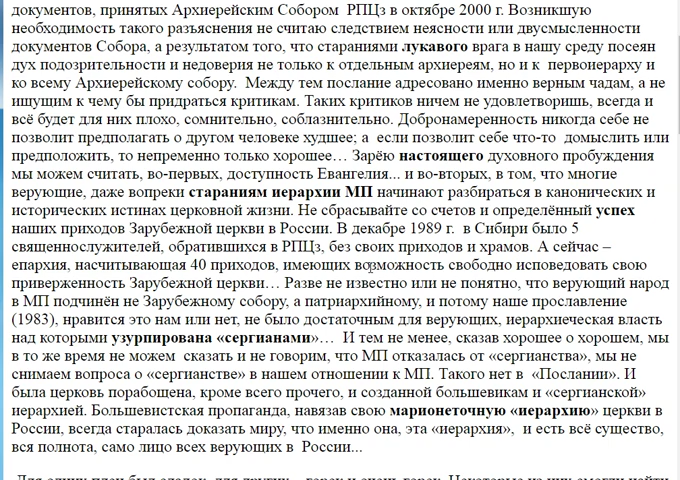 документов, принятых Архиерейским Собором РПЦз в октябре 2000 г. Возникшую
необходимость такого разъяснения не считаю следствием неясности или двусмысленности
документов Собора, а результатом того, что стараниями лукавого врага в нашу среду посеян
дух подозрительности и недоверия не только к отдельным архиереям, но и к первоиерарху и
ко всему Архиерейскому собору. Между тем послание адресовано именно верным чадам, а не
ищущим к чему бы придраться критикам. Таких критиков ничем не удовлетворишь, всегда и
всё будет для них плохо, сомнительно, соблазнительно. Добронамеренность никогда себе не
позволит предполагать о другом человеке худшее; а если позволит себе что-то домыслить или
предположить, то непременно только хорошее… Зарёю настоящего духовного пробуждения
мы можем считать, во-первых, доступность Евангелия... и во-вторых, в том, что многие
верующие, даже вопреки стараниям иерархии МП начинают разбираться в канонических и
исторических истинах церковной жизни. Не сбрасывайте со счетов и определённый успех
наших приходов Зарубежной церкви в России. В декабре 1989 г. в Сибири было 5
священнослужителей, обратившихся в РПЦз, без своих приходов и храмов. А сейчас –
епархия, насчитывающая 40 приходов, имеющих возможность свободно исповедовать свою
приверженность Зарубежной церкви… Разве не известно или не понятно, что верующий народ
в МП подчинён не Зарубежному собору, а патриархийному, и потому наше прославление
(1983), нравится это нам или нет, не было достаточным для верующих, иерархическая власть
над которыми узурпирована «сергианами»… И тем не менее, сказав хорошее о хорошем, мы
в то же время не можем сказать и не говорим, что МП отказалась от «сергианства», мы не
снимаем вопроса о «сергианстве» в нашем отношении к МП. Такого нет в «Послании». И
была церковь порабощена, кроме всего прочего, и созданной большевикам и «сергианской»
иерархией. Большевистская пропаганда, навязав свою марионеточную «иерархию» церкви в
России, всегда старалась доказать миру, что именно она, эта «иерархия», и есть всё существо,
вся полнота, само лицо всех верующих в России...